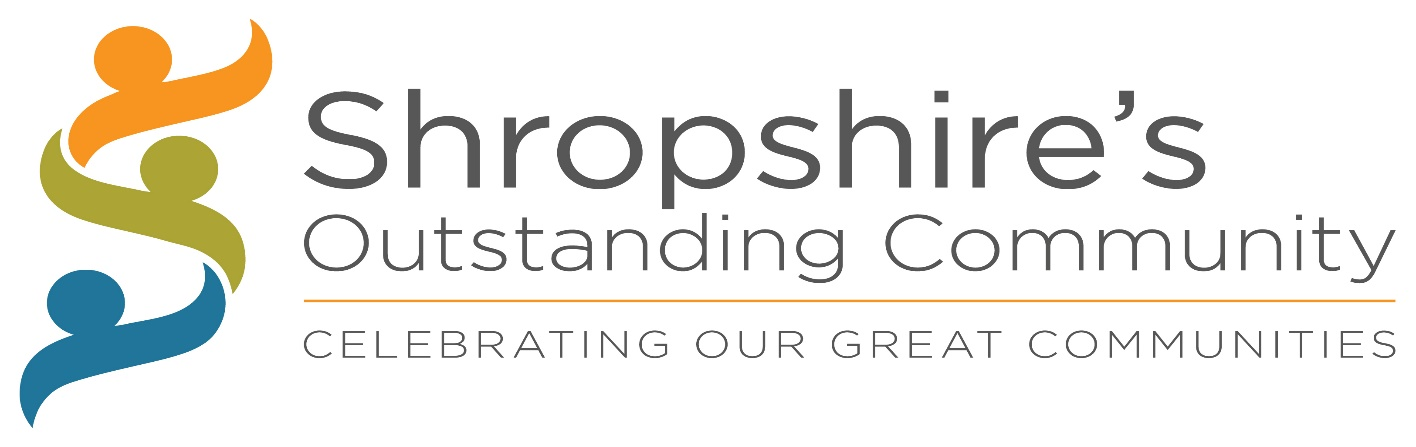 Shropshire’s
Outstanding Community
CELEBRATING OUR GREAT COMMUNITIES